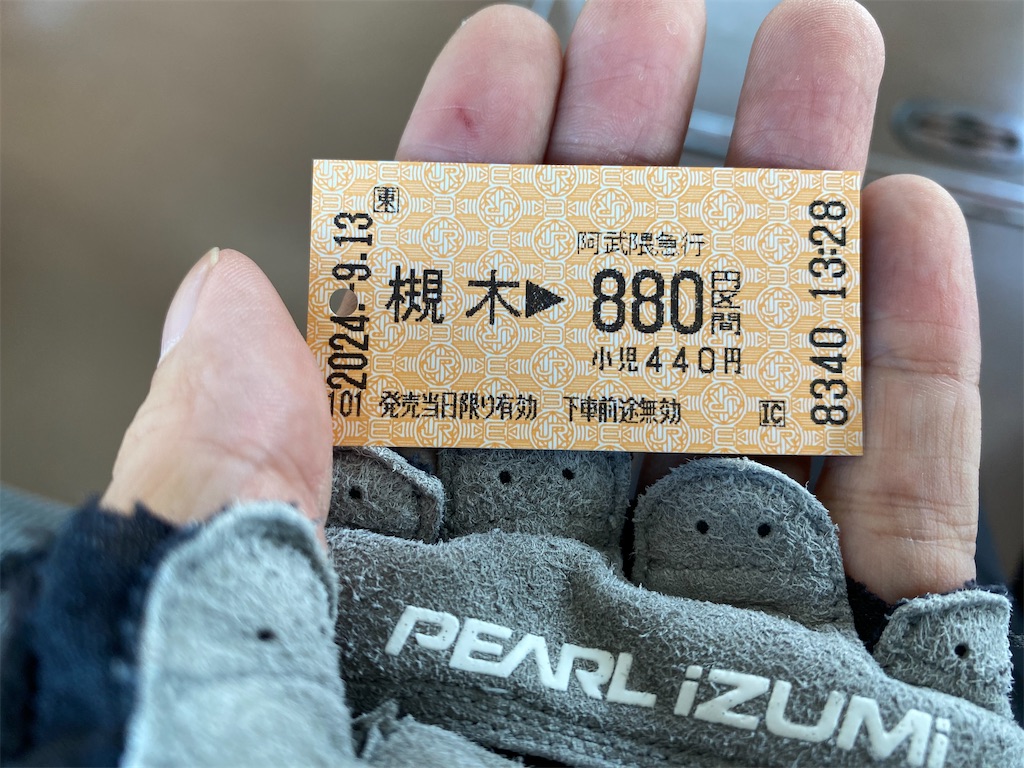 東
阿武隈急行
槻木▶880円区間
小児440円
発売当日限り有効 下車前途無効
IC
2024.-9.13
101
8340 13:28
PEARL iZUMi